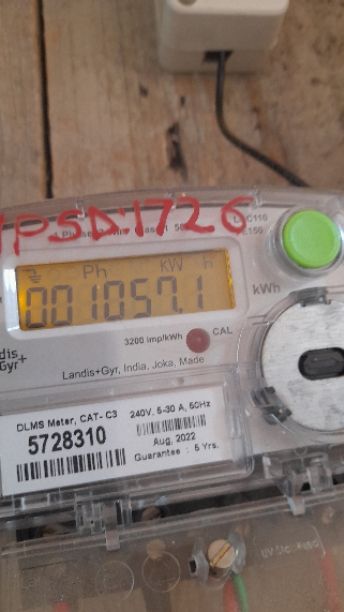 IPSD1726
Ph KW h
001057.1
kWh
3200 imp/kWh CAL
Landis+Gyr, India, Joka, Made
DLMS Meter, CAT- C3 240V, 5-30 A, 50Hz
5728310
Aug, 2022
Guarantee : 5 Yrs.